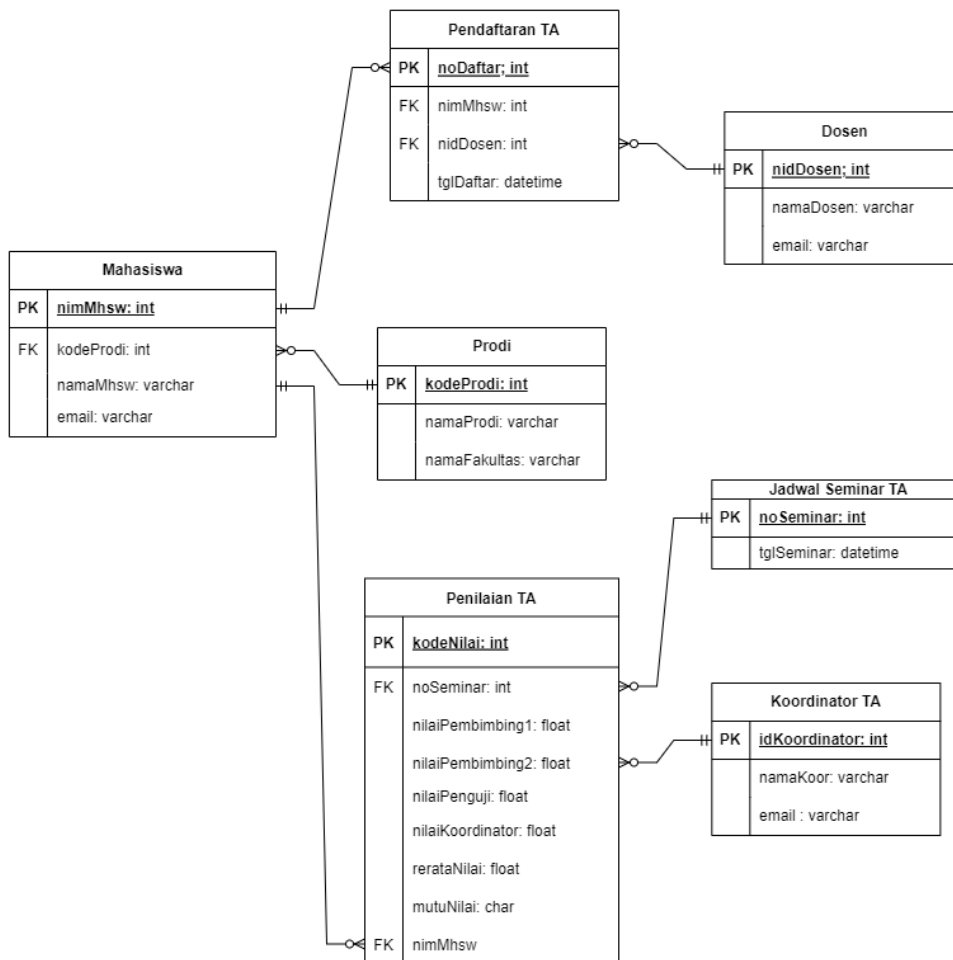 Pendaftaran TA
PK noDaftar; int
FK nimMhsw: int
FK nidDosen: int
tglDaftar: datetime
Dosen
PK nidDosen; int
namaDosen: varchar
email: varchar
Mahasiswa
PK nimMhsw: int
FK kodeProdi: int
namaMhsw: varchar
email: varchar
Prodi
PK kodeProdi: int
namaProdi: varchar
namaFakultas: varchar
Jadwal Seminar TA
PK noSeminar: int
tglSeminar: datetime
Penilaian TA
PK kodeNilai: int
FK noSeminar: int
nilaiPembimbing1: float
nilaiPembimbing2: float
nilaiPenguji: float
nilaiKoordinator: float
rerataNilai: float
mutuNilai: char
FK nimMhsw
Koordinator TA
PK idKoordinator: int
namaKoor: varchar
email : varchar